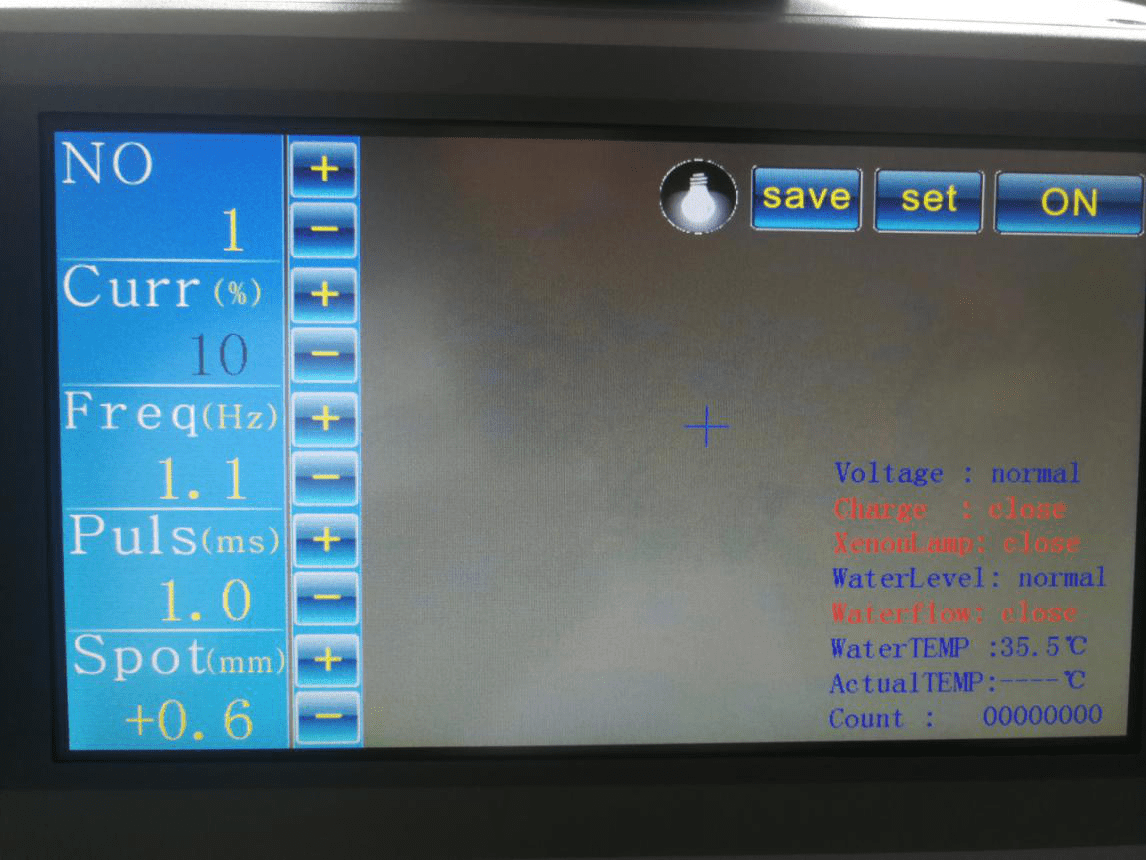 NO
1
Curr(%)
10
Freq(Hz)
1.1
Puls(ms)
1.0
Spot(mm)
+0.6
+
−
+
−
+
−
+
−
+
−
save set ON
Voltage : normal
Charge : close
XenonLamp: close
WaterLevel: normal
Waterflow: close
WaterTEMP :35.5℃
ActualTEMP:----℃
Count : 00000000